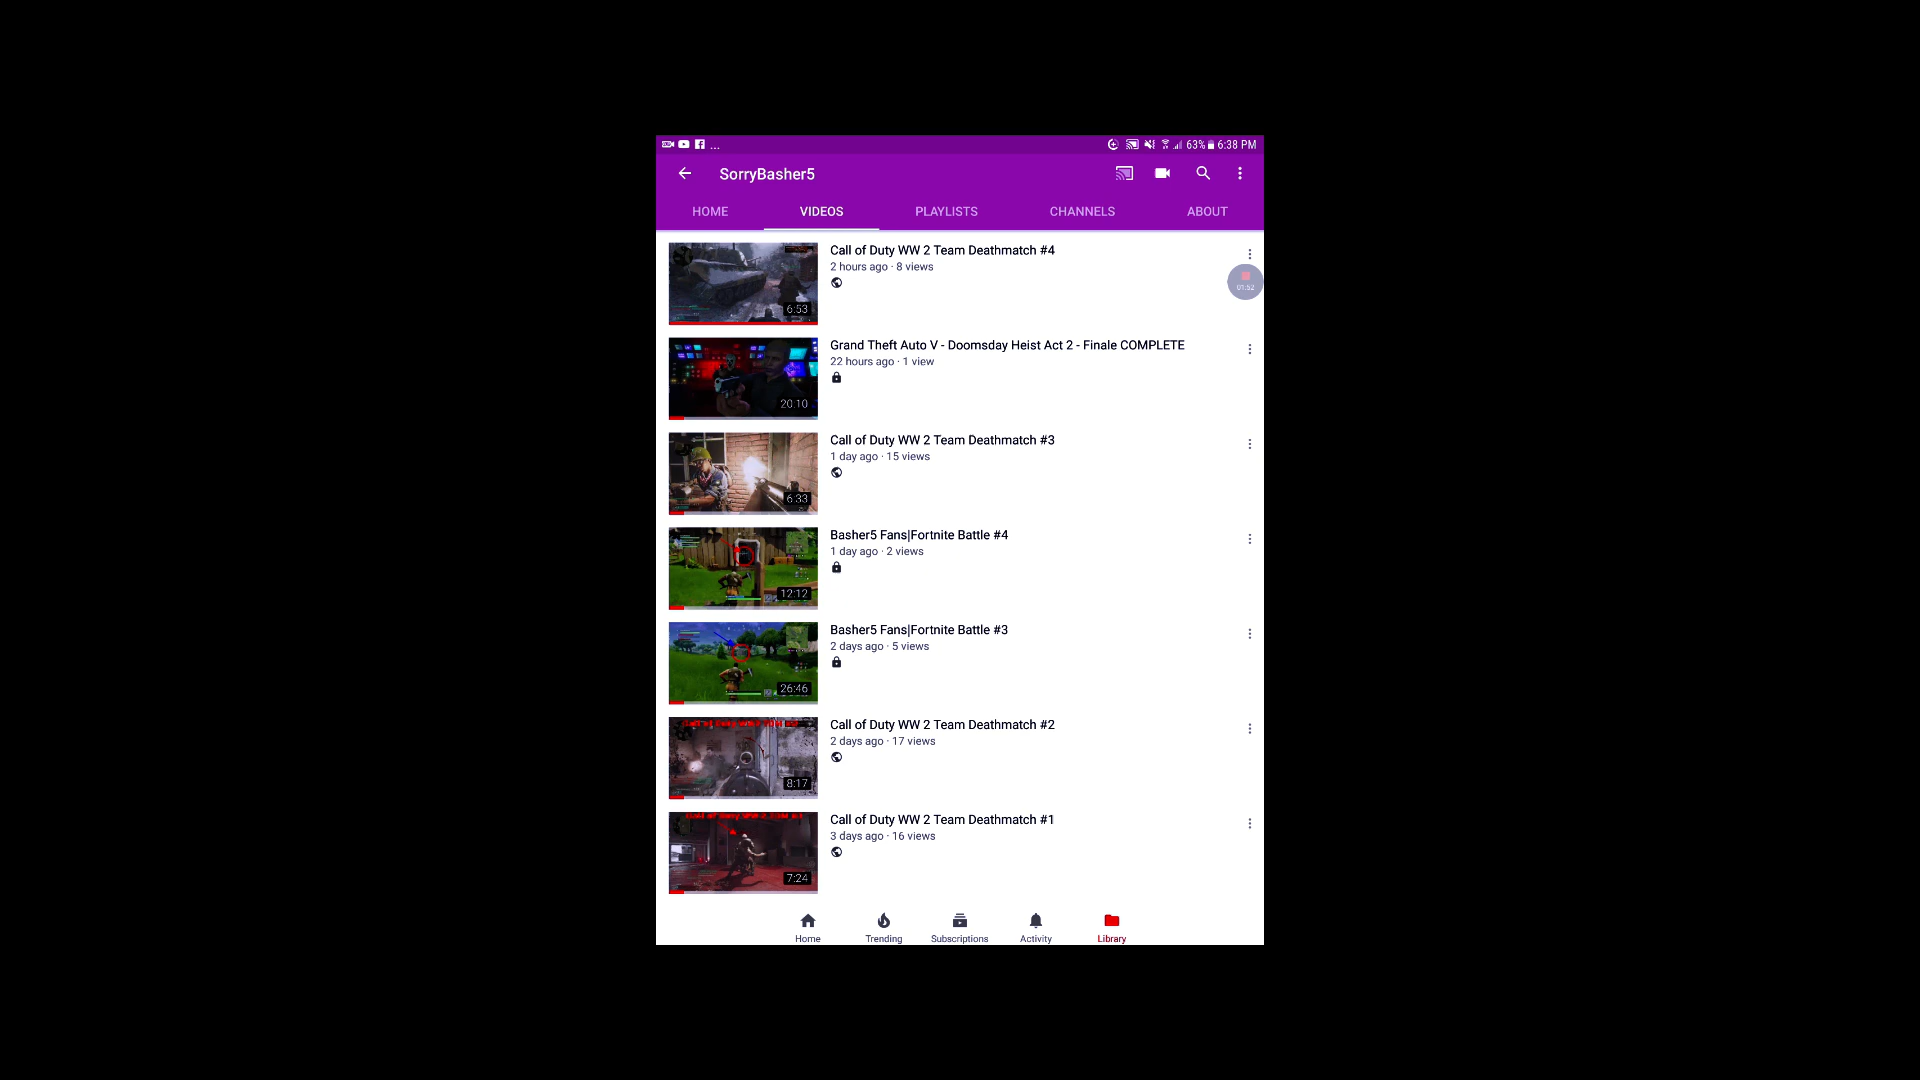 ... 63% 6:38 PM
SorryBasher5
HOME VIDEOS PLAYLISTS CHANNELS ABOUT
Call of Duty WW 2 Team Deathmatch #4
2 hours ago · 8 views
01:52
6:53
Grand Theft Auto V - Doomsday Heist Act 2 - Finale COMPLETE
22 hours ago · 1 view
20:10
Call of Duty WW 2 Team Deathmatch #3
1 day ago · 15 views
6:33
Basher5 Fans|Fortnite Battle #4
1 day ago · 2 views
12:12
Basher5 Fans|Fortnite Battle #3
2 days ago · 5 views
26:46
Call of Duty WW 2 Team Deathmatch #2
2 days ago · 17 views
8:17
Call of Duty WW 2 Team Deathmatch #1
3 days ago · 16 views
7:24
Home Trending Subscriptions Activity Library